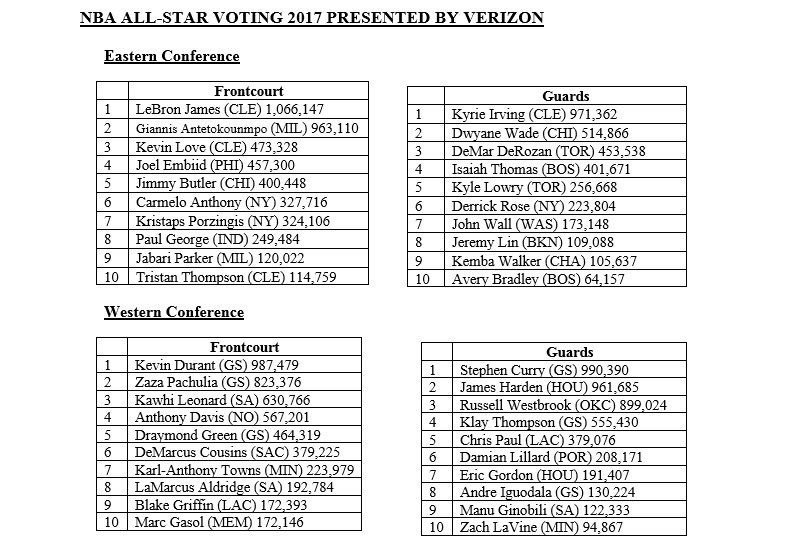 NBA ALL-STAR VOTING 2017 PRESENTED BY VERIZON
Eastern Conference
Frontcourt
1 LeBron James (CLE) 1,066,147
2 Giannis Antetokounmpo (MIL) 963,110
3 Kevin Love (CLE) 473,328
4 Joel Embiid (PHI) 457,300
5 Jimmy Butler (CHI) 400,448
6 Carmelo Anthony (NY) 327,716
7 Kristaps Porzingis (NY) 324,106
8 Paul George (IND) 249,484
9 Jabari Parker (MIL) 120,022
10 Tristan Thompson (CLE) 114,759
Guards
1 Kyrie Irving (CLE) 971,362
2 Dwyane Wade (CHI) 514,866
3 DeMar DeRozan (TOR) 453,538
4 Isaiah Thomas (BOS) 401,671
5 Kyle Lowry (TOR) 256,668
6 Derrick Rose (NY) 223,804
7 John Wall (WAS) 173,148
8 Jeremy Lin (BKN) 109,088
9 Kemba Walker (CHA) 105,637
10 Avery Bradley (BOS) 64,157
Western Conference
Frontcourt
1 Kevin Durant (GS) 987,479
2 Zaza Pachulia (GS) 823,376
3 Kawhi Leonard (SA) 630,766
4 Anthony Davis (NO) 567,201
5 Draymond Green (GS) 464,319
6 DeMarcus Cousins (SAC) 379,225
7 Karl-Anthony Towns (MIN) 223,979
8 LaMarcus Aldridge (SA) 192,784
9 Blake Griffin (LAC) 172,393
10 Marc Gasol (MEM) 172,146
Guards
1 Stephen Curry (GS) 990,390
2 James Harden (HOU) 961,685
3 Russell Westbrook (OKC) 899,024
4 Klay Thompson (GS) 555,430
5 Chris Paul (LAC) 379,076
6 Damian Lillard (POR) 208,171
7 Eric Gordon (HOU) 191,407
8 Andre Iguodala (GS) 130,224
9 Manu Ginobili (SA) 122,333
10 Zach LaVine (MIN) 94,867